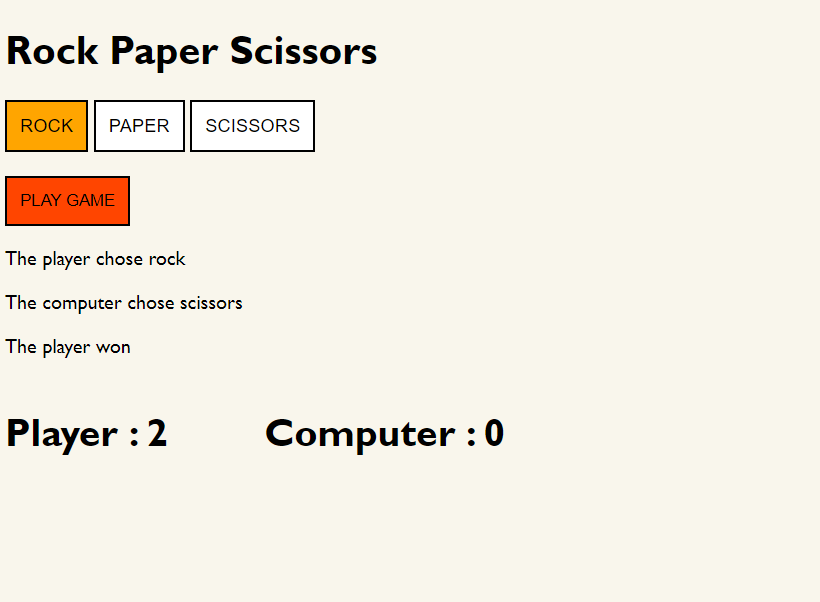 Rock Paper Scissors
ROCK PAPER SCISSORS
PLAY GAME
The player chose rock
The computer chose scissors
The player won
Player : 2 Computer : 0